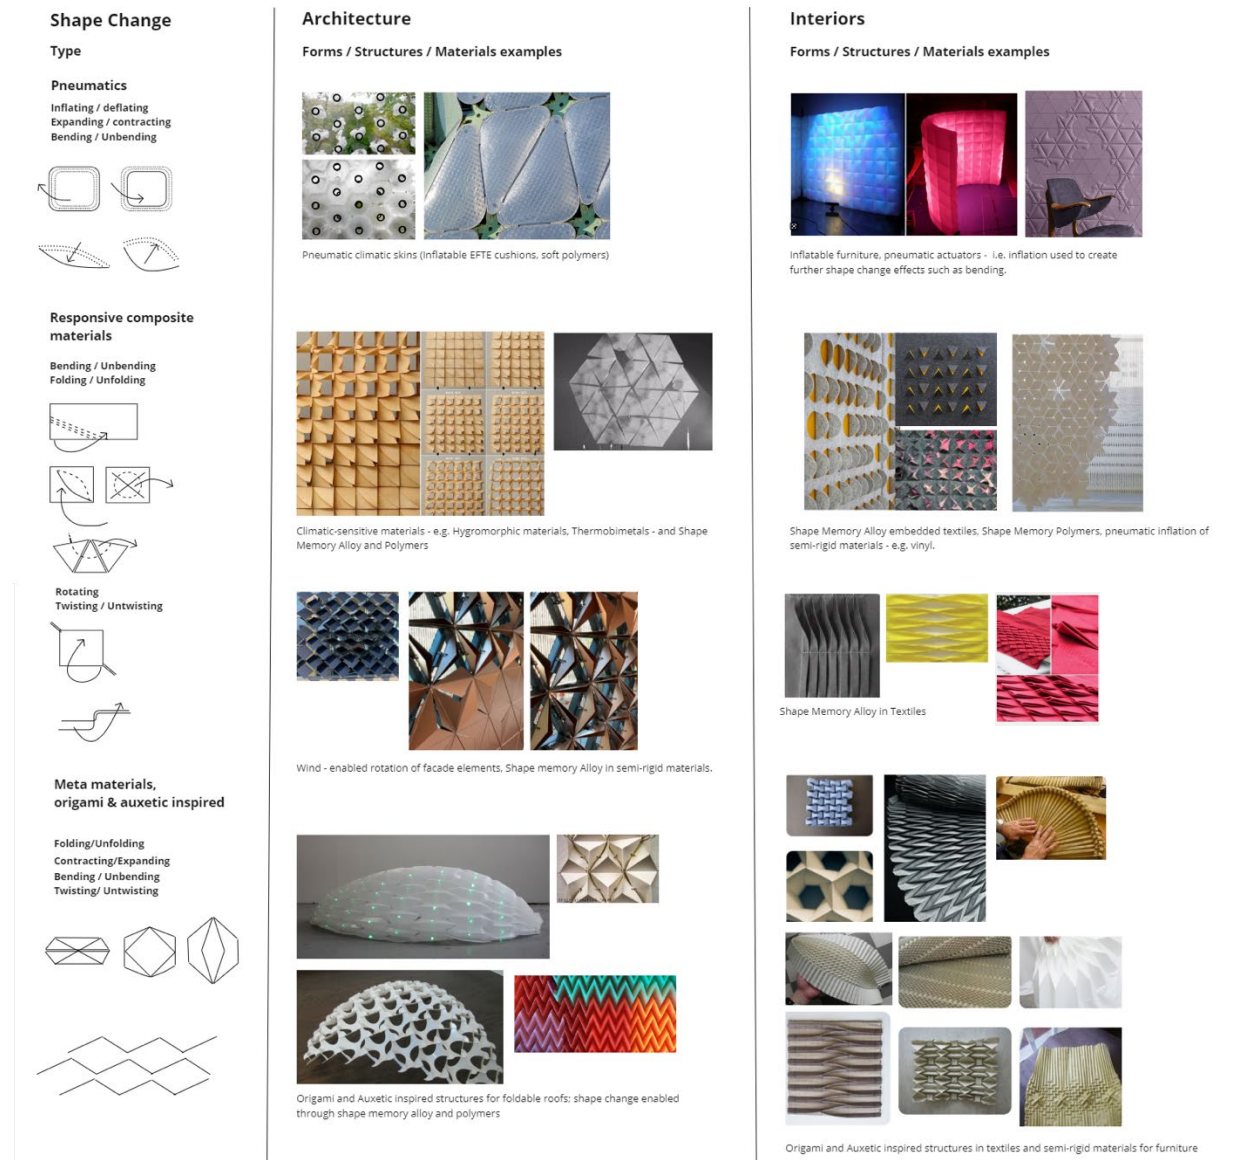 Shape Change
Type
Pneumatics
Inflating / deflating
Expanding / contracting
Bending / Unbending
Responsive composite
materials
Bending / Unbending
Folding / Unfolding
Rotating
Twisting / Untwisting
Meta materials,
origami & auxetic inspired
Folding/Unfolding
Contracting/Expanding
Bending / Unbending
Twisting/ Untwisting
Architecture
Forms / Structures / Materials examples
Pneumatic climatic skins (Inflatable EFTE cushions, soft polymers)
Climatic-sensitive materials - e.g. Hygromorphic materials, Thermobimetals - and Shape
Memory Alloy and Polymers
Wind - enabled rotation of facade elements, Shape memory Alloy in semi-rigid materials.
Origami and Auxetic inspired structures for foldable roofs; shape change enabled
through shape memory alloy and polymers
Interiors
Forms / Structures / Materials examples
Inflatable furniture, pneumatic actuators - i.e. inflation used to create
further shape change effects such as bending.
Shape Memory Alloy embedded textiles, Shape Memory Polymers, pneumatic inflation of
semi-rigid materials - e.g. vinyl.
Shape Memory Alloy in Textiles
Origami and Auxetic inspired structures in textiles and semi-rigid materials for furniture